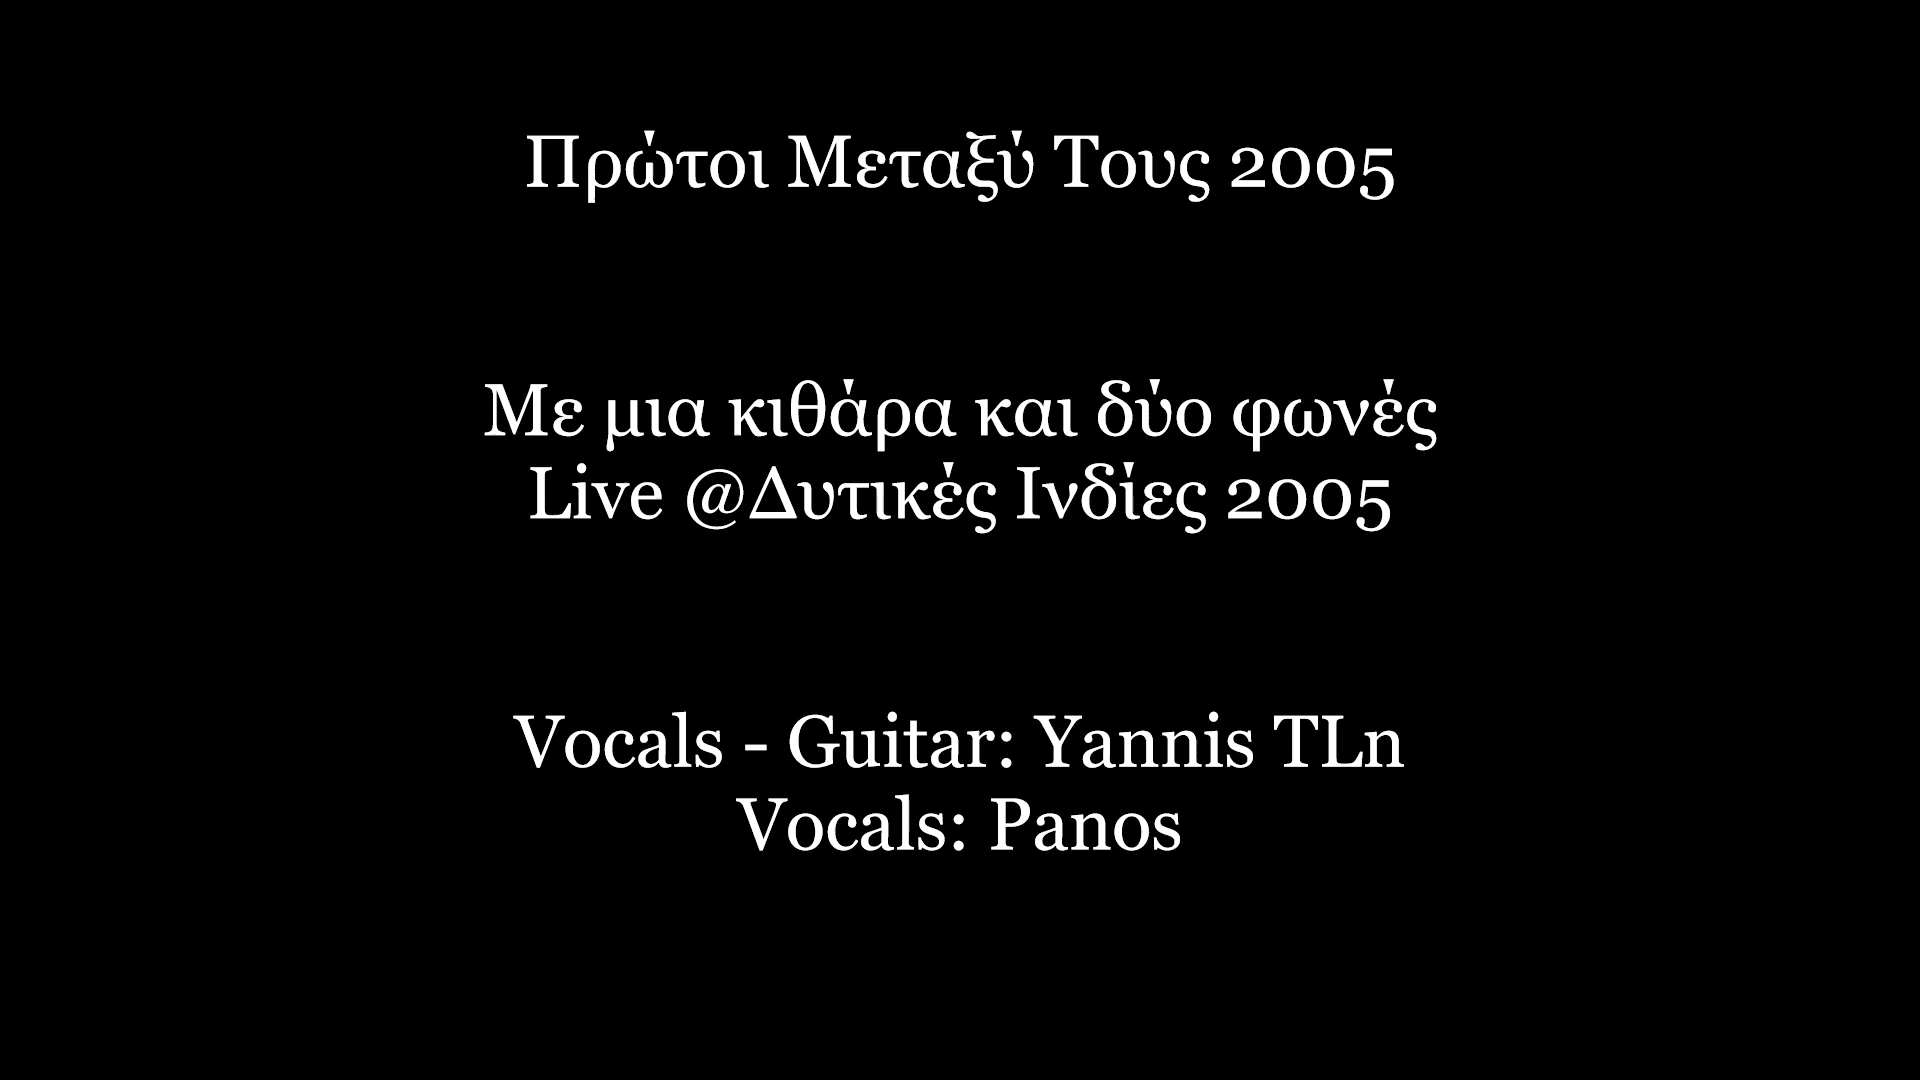 Πρώτοι Μεταξύ Τους 2005
Με μια κιθάρα και δύο φωνές
Live @Δυτικές Ινδίες 2005
Vocals - Guitar: Yannis TLn
Vocals: Panos